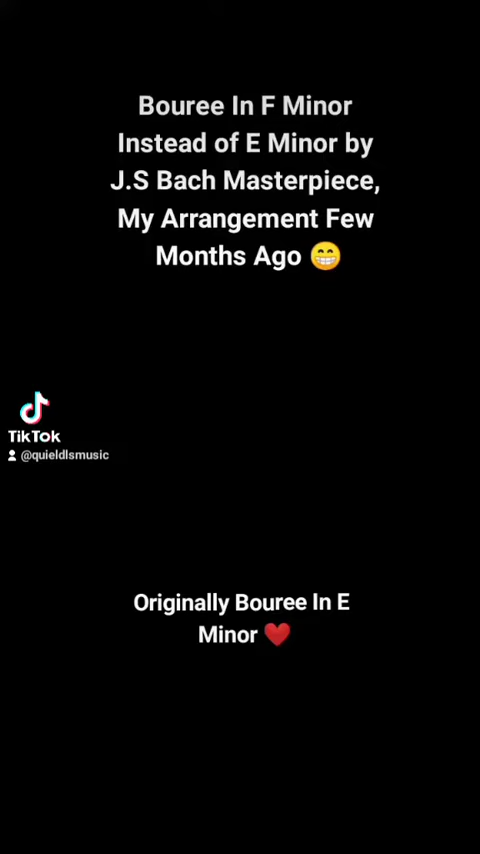 Bouree In F Minor
Instead of E Minor by
J.S Bach Masterpiece,
My Arrangement Few
Months Ago 😁
TikTok
@quieldlsmusic
Originally Bouree In E
Minor ❤️